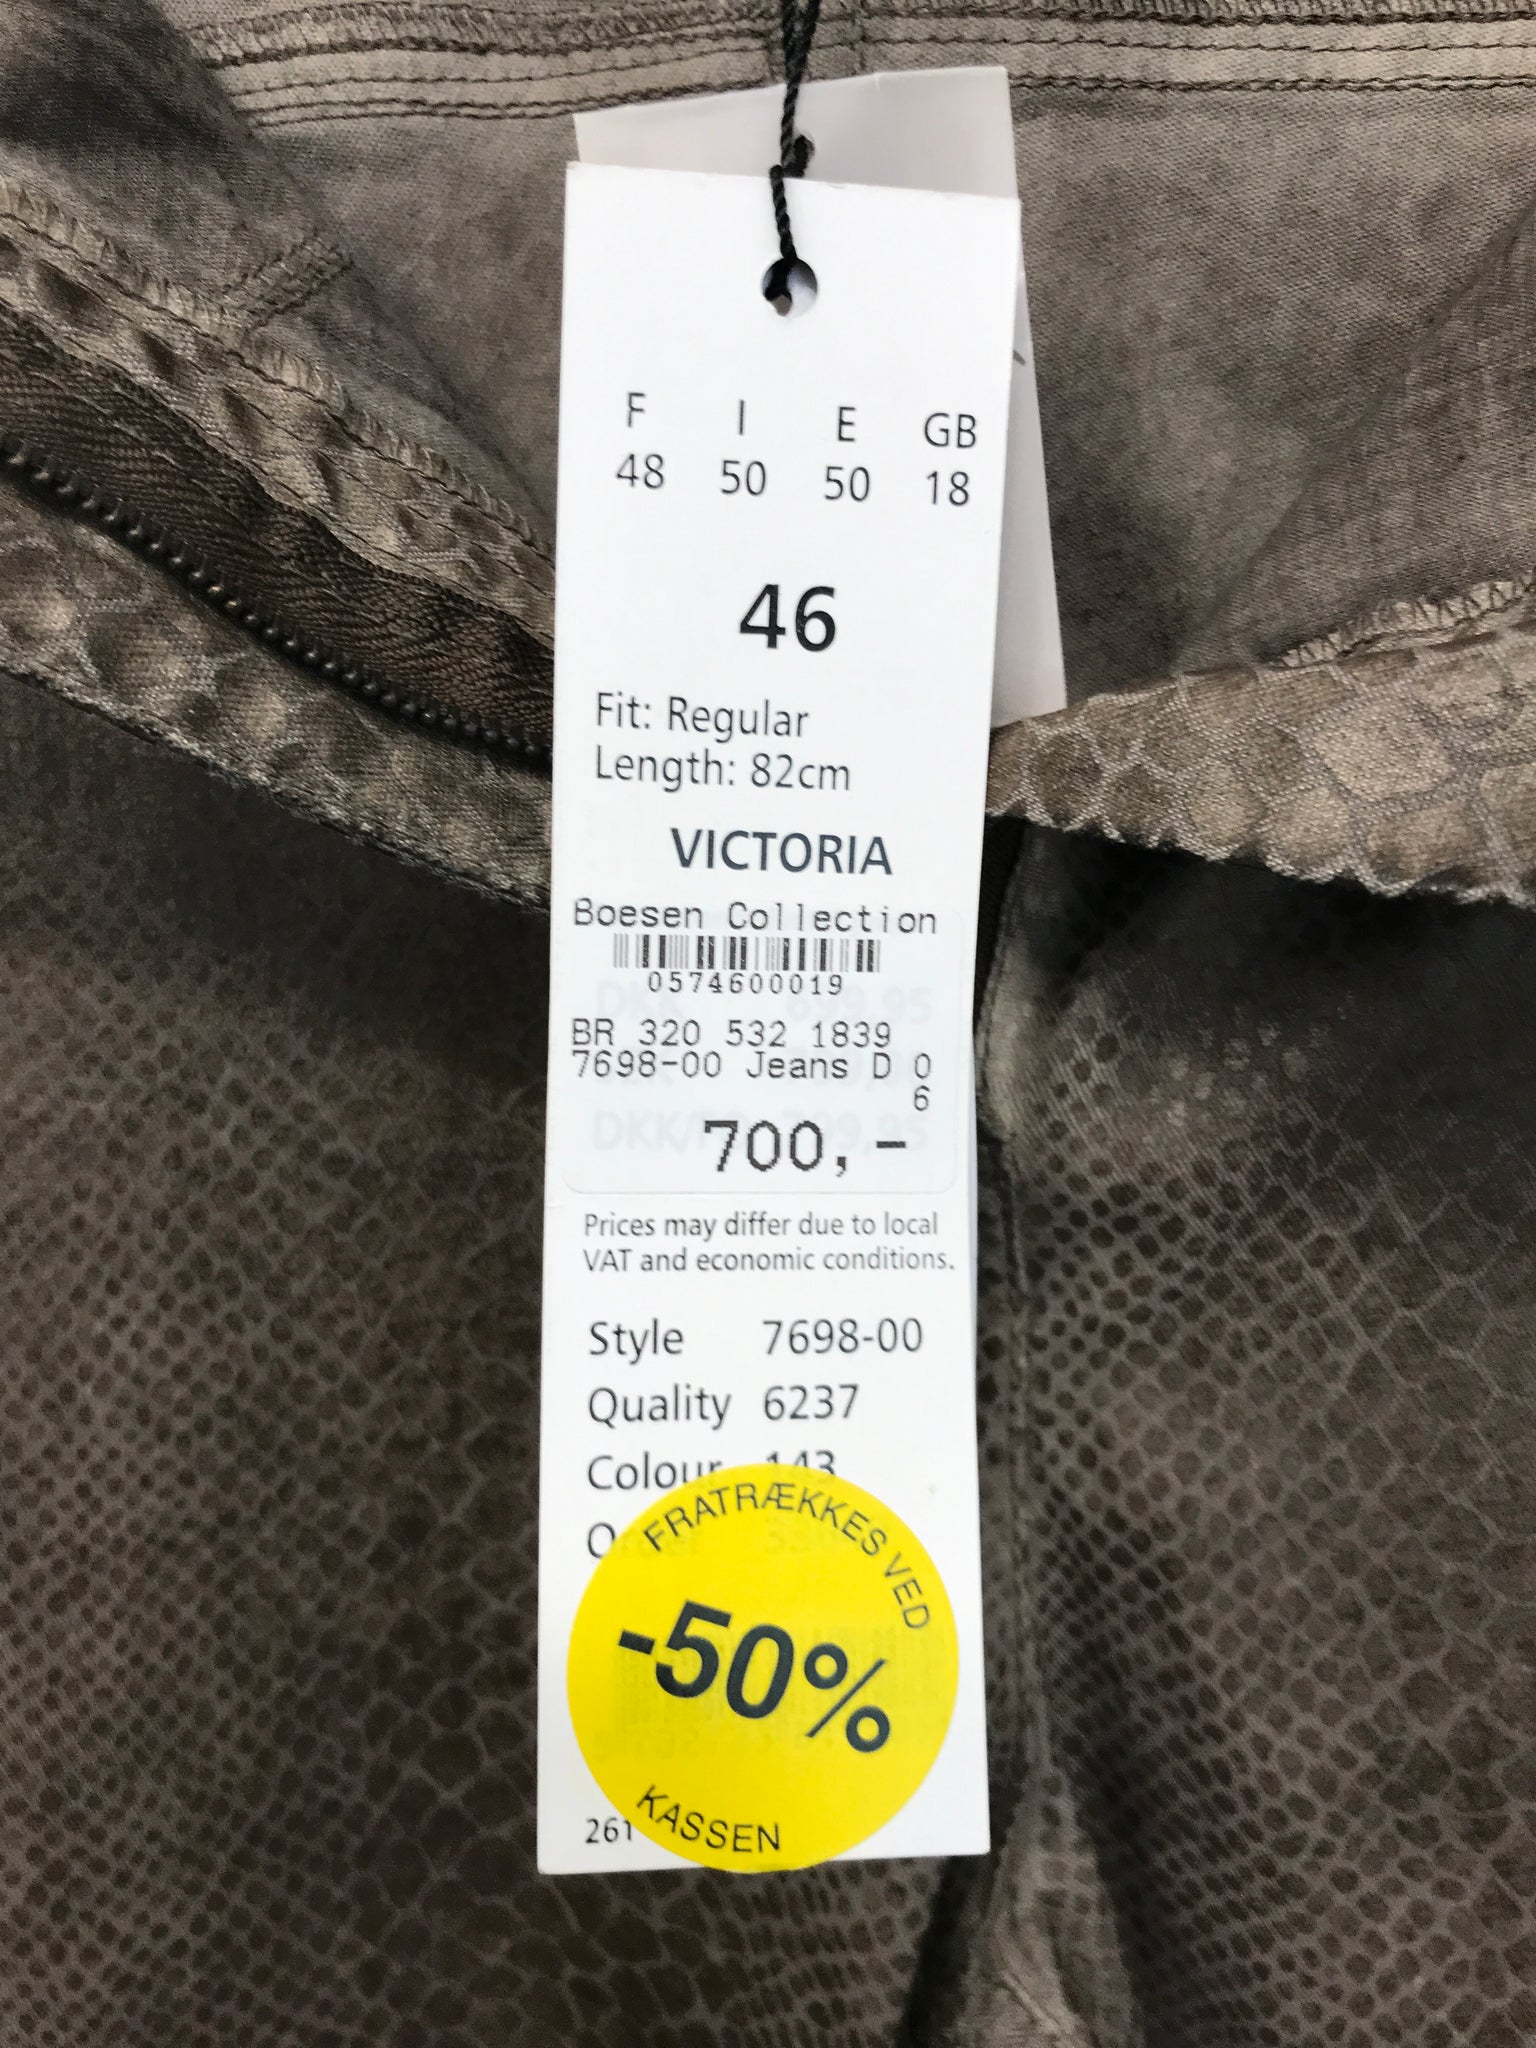 F I E GB
48 50 50 18
46
Fit: Regular
Length: 82cm
VICTORIA
Boesen Collection
0574600019
BR 320 532 1839
7698-00 Jeans D 0
6
700,-
Prices may differ due to local
VAT and economic conditions.
Style 7698-00
Quality 6237
Colour 143
FRATRÆKKES VED
-50%
KASSEN
261